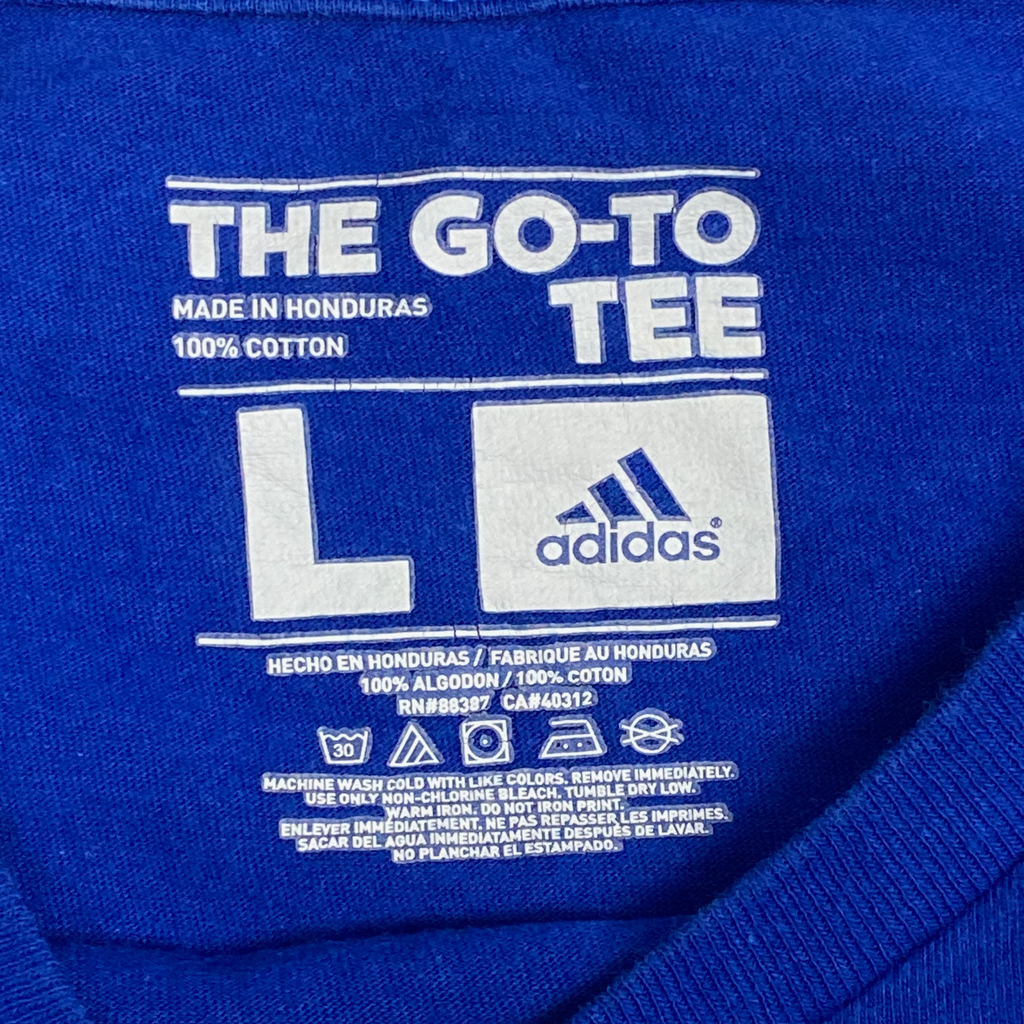 THE GO-TO
TEE
MADE IN HONDURAS
100% COTTON
L
adidas®
HECHO EN HONDURAS / FABRIQUE AU HONDURAS
100% ALGODON / 100% COTON
RN#88387 CA#40312
30
MACHINE WASH COLD WITH LIKE COLORS. REMOVE IMMEDIATELY.
USE ONLY NON-CHLORINE BLEACH. TUMBLE DRY LOW.
WARM IRON. DO NOT IRON PRINT.
ENLEVER IMMÉDIATEMENT. NE PAS REPASSER LES IMPRIMES.
SACAR DEL AGUA INMEDIATAMENTE DESPUÉS DE LAVAR.
NO PLANCHAR EL ESTAMPADO.